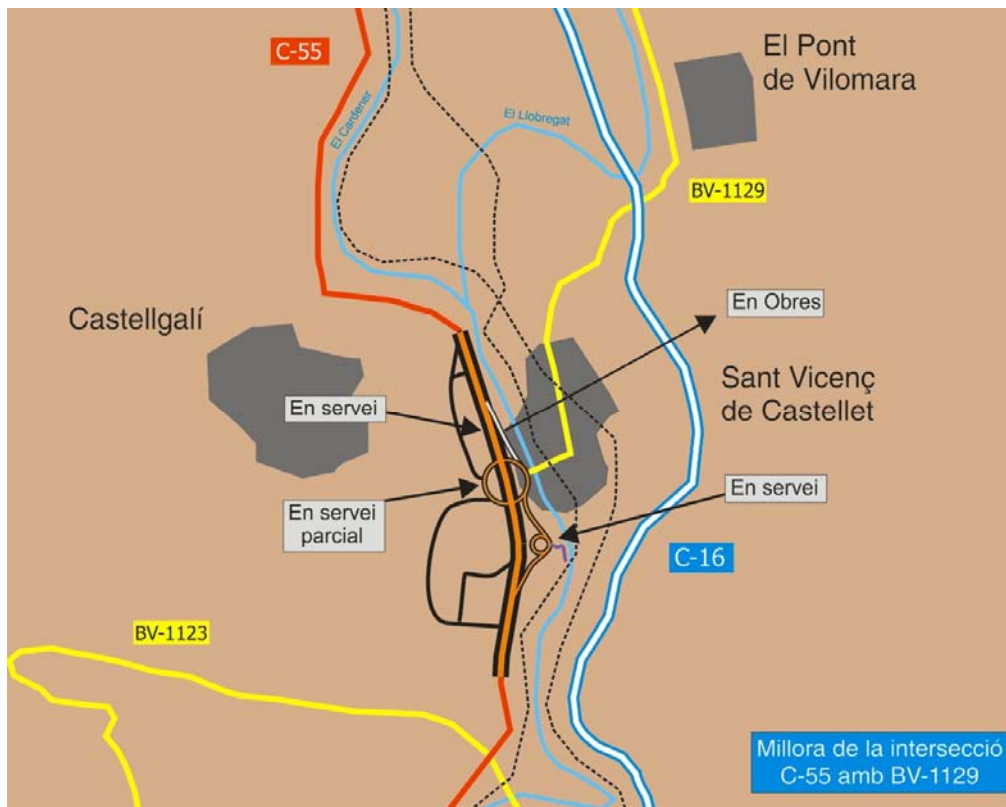 C-55
El Pont
de Vilomara
El Cardener
El Llobregat
BV-1129
En Obres
Castellgalí
Sant Vicenç
de Castellet
En servei
En servei
parcial
En servei
C-16
BV-1123
Millora de la intersecció
C-55 amb BV-1129